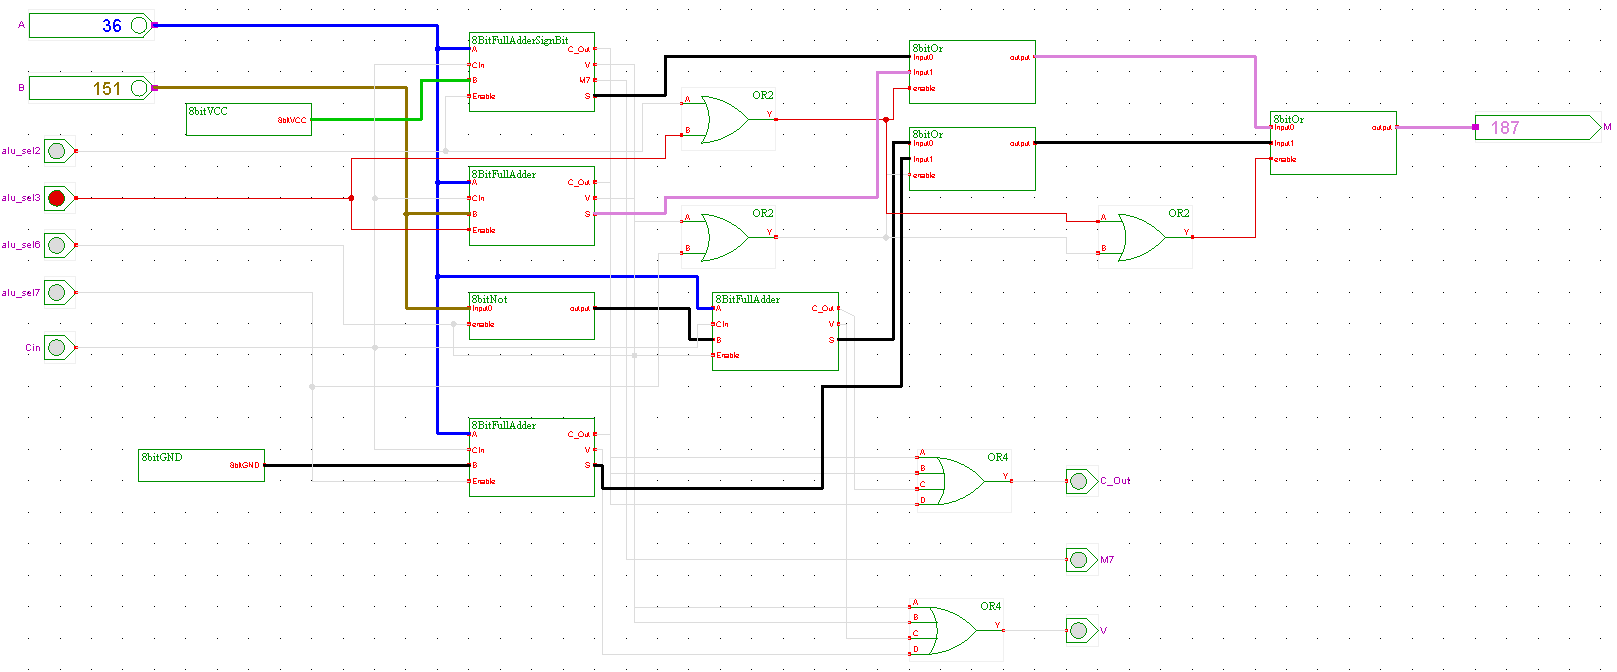 A
36
B
151
8bitVCC
8bitVCC
alu_sel2
alu_sel3
alu_sel6
alu_sel7
Cin
8bitGND
8bitGND
8BitFullAdderSignBit
A
C_Out
Cin
V
B
M7
Enable
S
8BitFullAdder
A
C_Out
Cin
V
B
S
Enable
8bitNot
Input0
output
enable
8BitFullAdder
A
C_Out
Cin
V
B
S
Enable
8BitFullAdder
A
C_Out
Cin
V
B
S
Enable
OR2
A
B
Y
OR2
A
B
Y
8bitOr
Input0
output
Input1
enable
8bitOr
Input0
output
Input1
enable
OR2
A
B
Y
8bitOr
Input0
output
Input1
enable
187
M
OR4
A
B
C
D
Y
C_Out
M7
OR4
A
B
C
D
Y
V